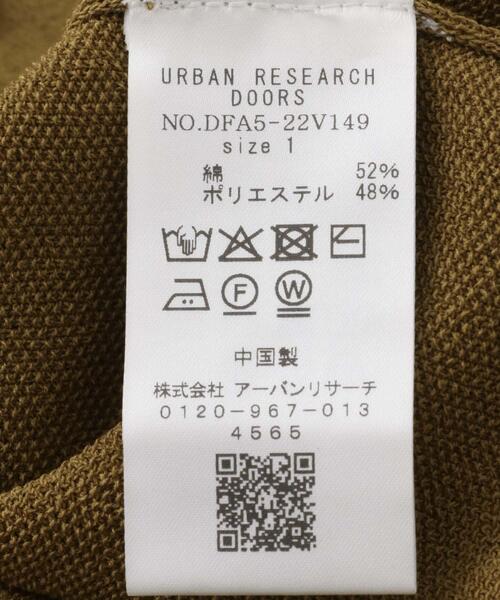 URBAN RESEARCH
DOORS
NO.DFA5-22V149
size 1
綿 52%
ポリエステル 48%
F W
中国製
株式会社 アーバンリサーチ
0120-967-013
4565